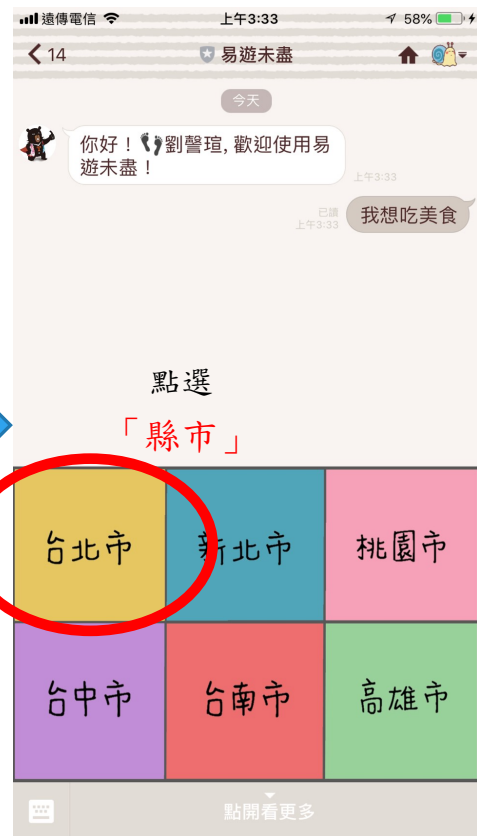 遠傳電信 上午3:33 58%
14 易遊未盡
今天
你好！👣劉謦瑄, 歡迎使用易
遊未盡！
上午3:33
已讀
上午3:33
我想吃美食
點選
「縣市」
台北市 新北市 桃園市
台中市 台南市 高雄市
點開看更多